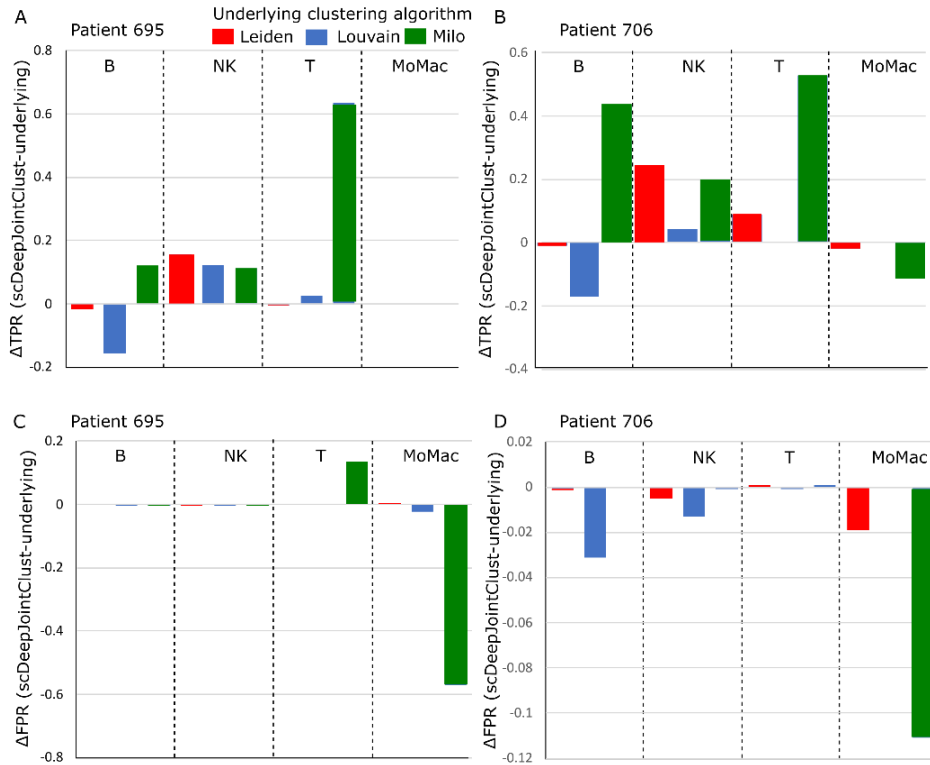 Underlying clustering algorithm
A Patient 695 Leiden Louvain Milo
B Patient 706
ΔTPR (scDeepJointClust-underlying)
0.8
0.6
0.4
0.2
0
-0.2
B NK T MoMac
ΔTPR (scDeepJointClust-underlying)
0.6
0.4
0.2
0
-0.2
-0.4
B NK T MoMac
C Patient 695
ΔFPR (scDeepJointClust-underlying)
0.2
0
-0.2
-0.4
-0.6
-0.8
B NK T MoMac
D Patient 706
ΔFPR (scDeepJointClust-underlying)
0.02
0
-0.02
-0.04
-0.06
-0.08
-0.1
-0.12
B NK T MoMac